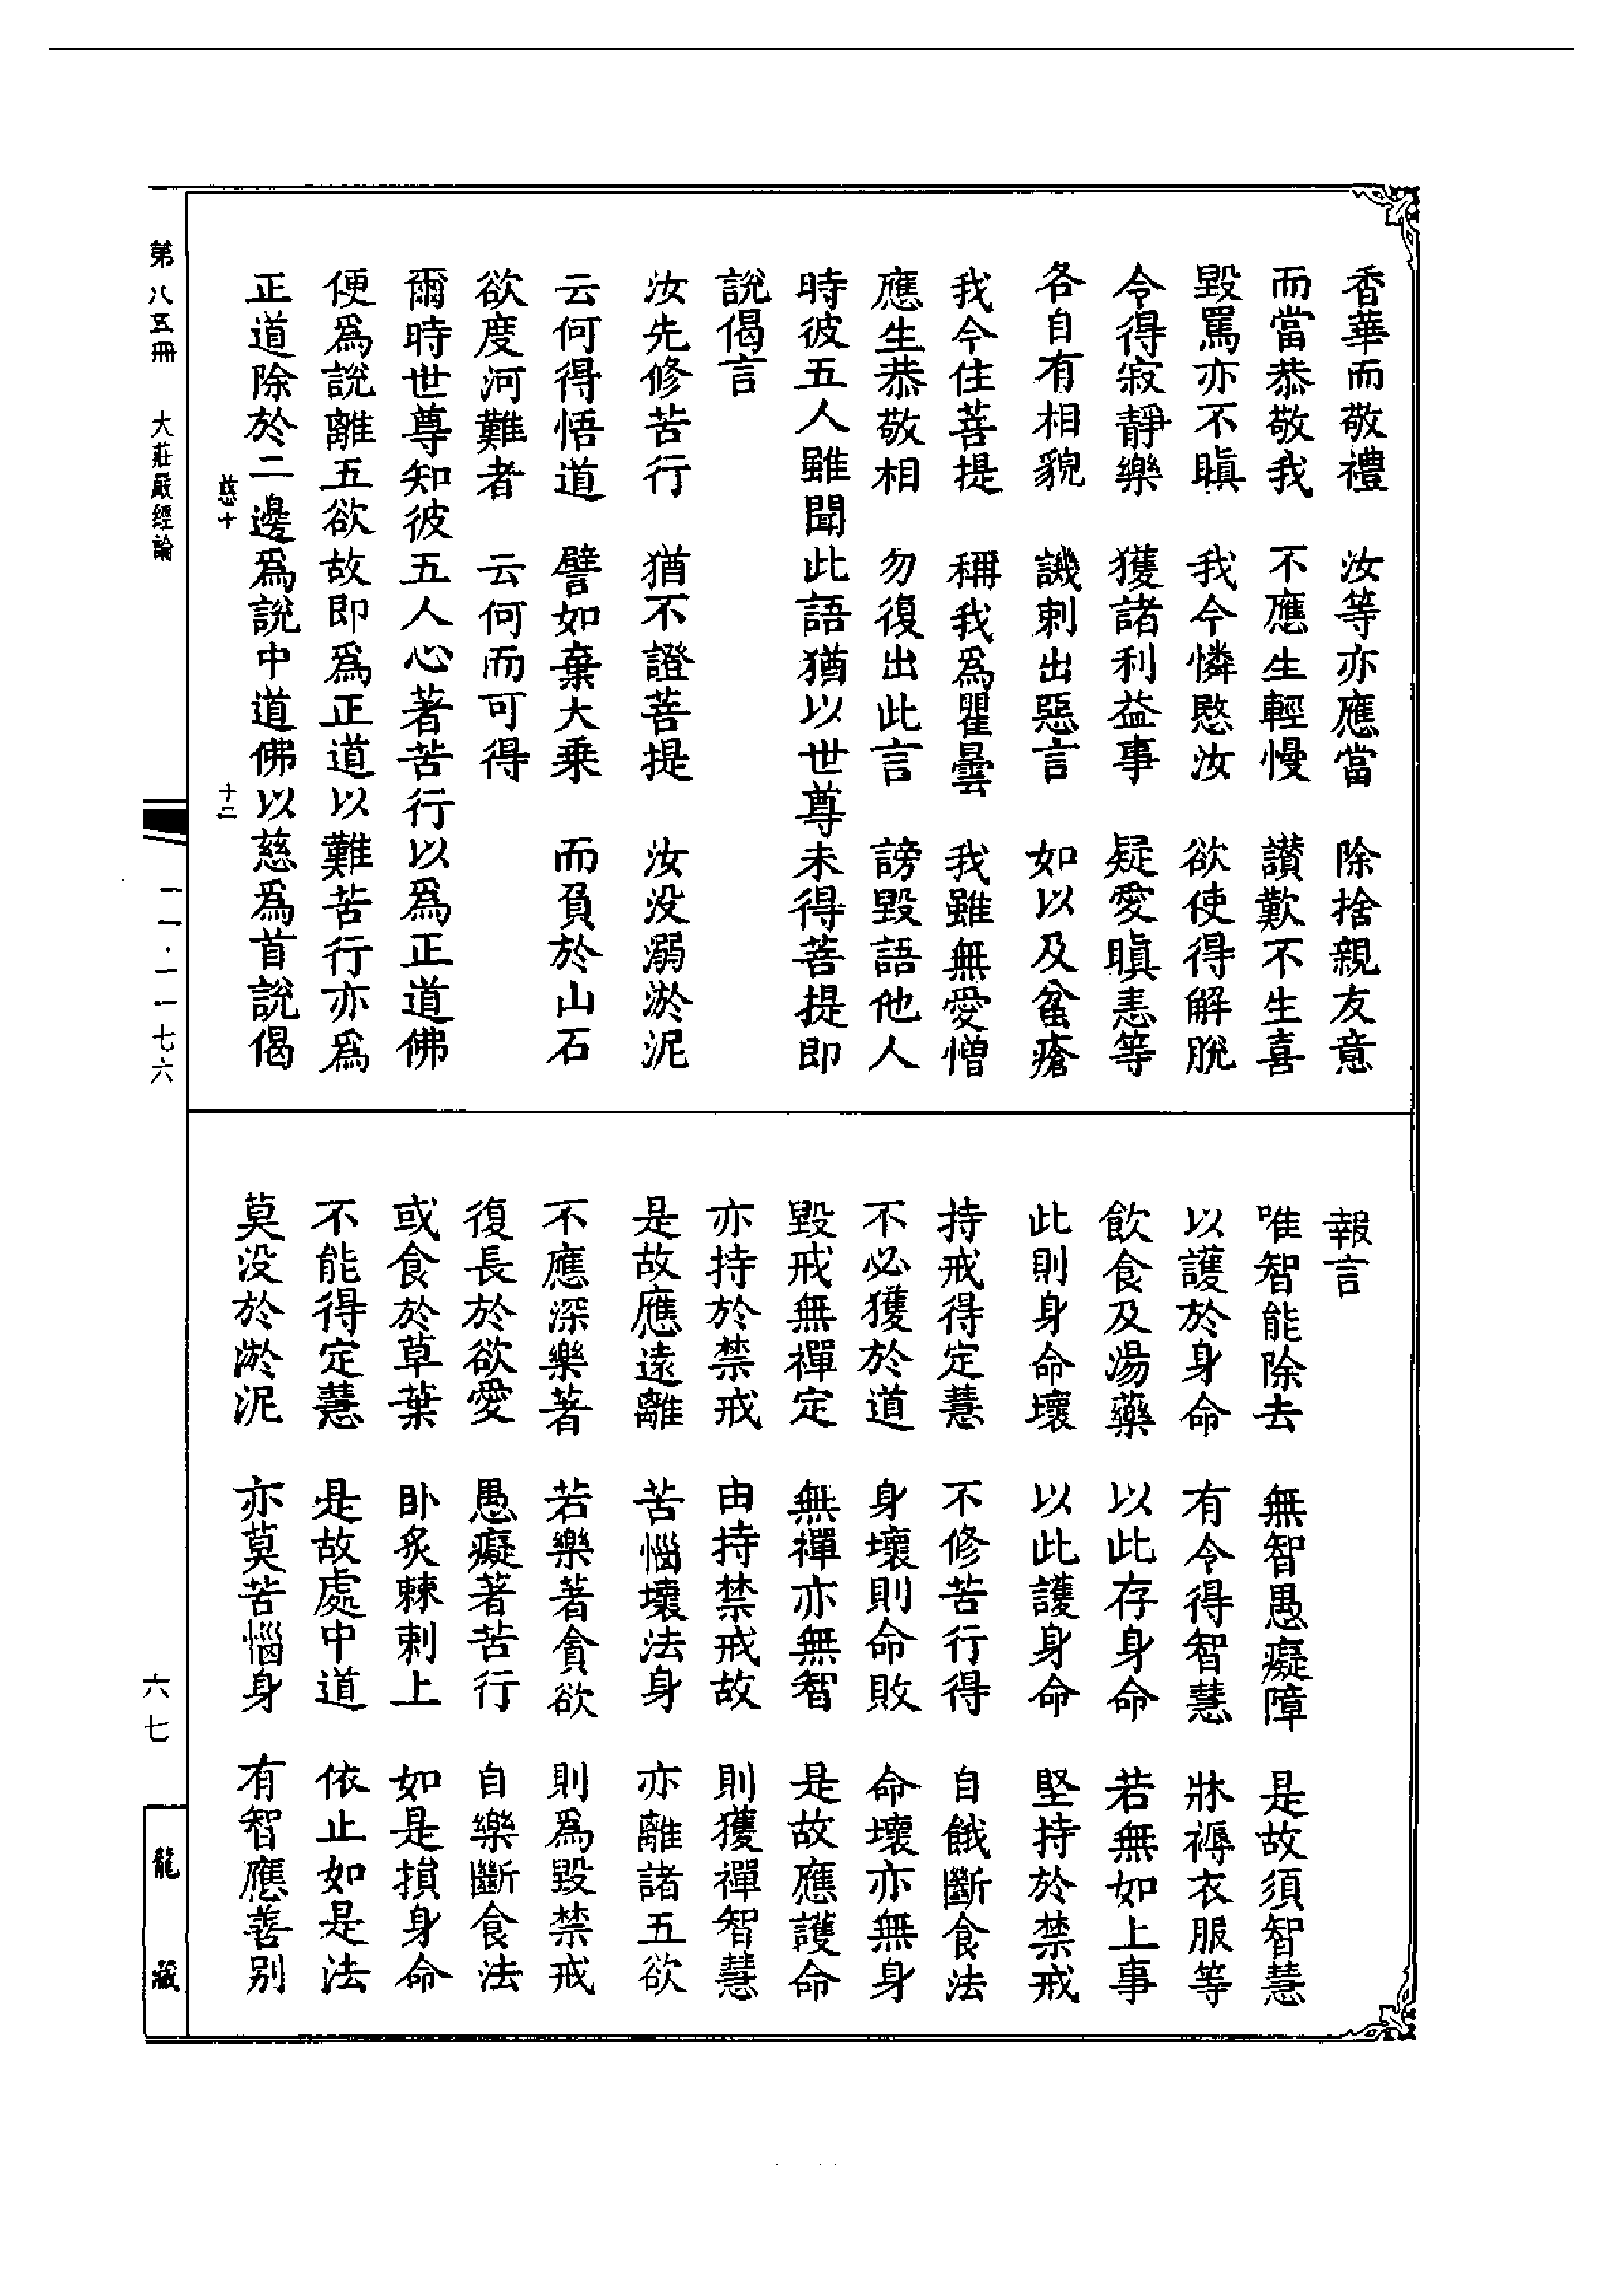 香華而敬禮　汝等亦應當　除捨親友意
而當恭敬我　不應生輕慢　讚歎不生喜
毀罵亦不瞋　我今憐愍汝　欲使得解脫
令得寂靜樂　獲諸利益事　疑愛瞋恚等
各自有相貌　譏刺出惡言　如以及瘡
我今住菩提　稱我為瞿曇　我雖無愛憎
應生恭敬相　勿復出此言　謗毀語他人
時彼五人雖聞此語猶以世尊未得菩提即
說偈言
汝先修苦行　猶不證菩提　汝没溺淤泥
云何得悟道　譬如棄大乘　而負於山石
欲度河難者　云何而可得
爾時世尊知彼五人心著苦行以為正道佛
便為說離五欲故即為正道以難苦行亦為
正道除於二邊為說中道佛以慈為首說偈
報言
唯智能除去　無智愚癡障　是故須智慧
以護於身命　有令得智慧　牀褥衣服等
飲食及湯藥　以此存身命　若無如上事
此則身命壞　以此護身命　堅持於禁戒
持戒得定慧　不修苦行得　自餓斷食法
不必獲於道　身壞則命敗　命壞亦無身
毀戒無禪定　無禪亦無智　是故應護命
亦持於禁戒　由持禁戒故　則獲禪智慧
是故應遠離　苦惱壞法身　亦離諸五欲
不應深樂著　若樂著貪欲　則為毀禁戒
復長於欲愛　愚癡著苦行　自樂斷食法
或食於草葉　臥炙棘刺上　如是損身命
不能得定慧　是故處中道　依止如是法
莫没於淤泥　亦莫苦惱身　有智應善別
慈十　十二
第八五冊　大莊嚴經論　一一·一一七六　六七　龍藏